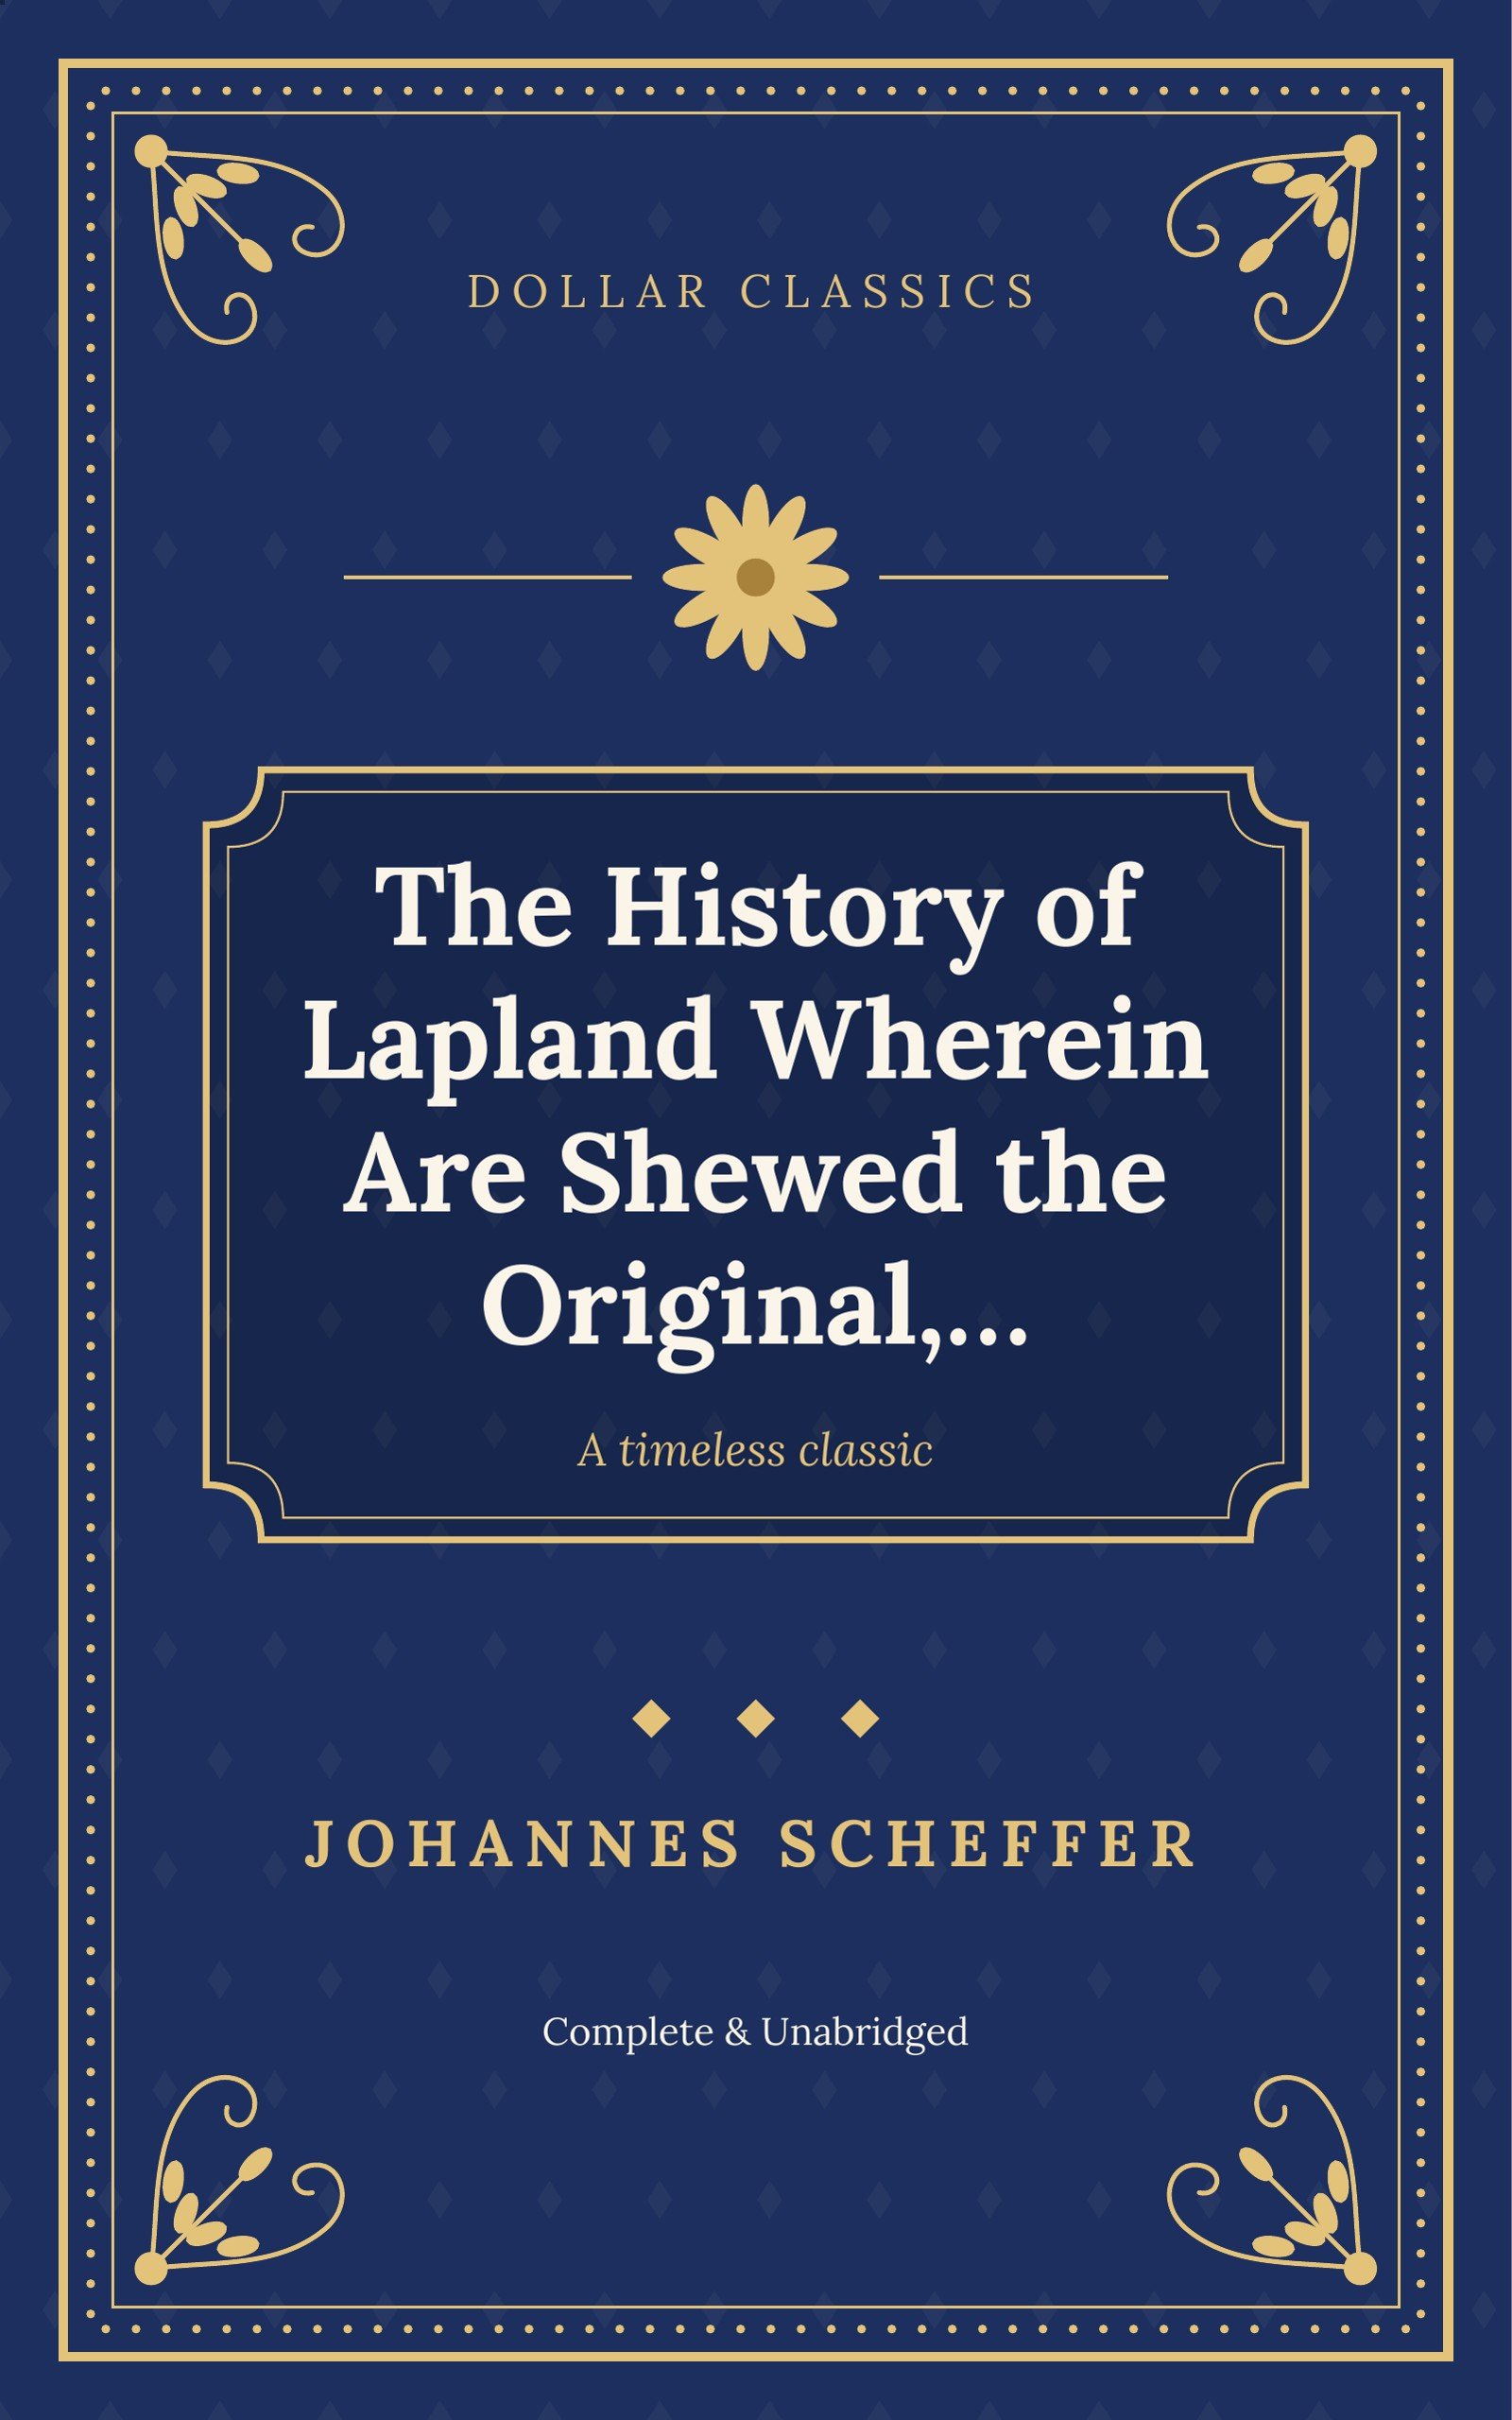 DOLLAR CLASSICS
The History of
Lapland Wherein
Are Shewed the
Original,...
A timeless classic
JOHANNES SCHEFFER
Complete & Unabridged